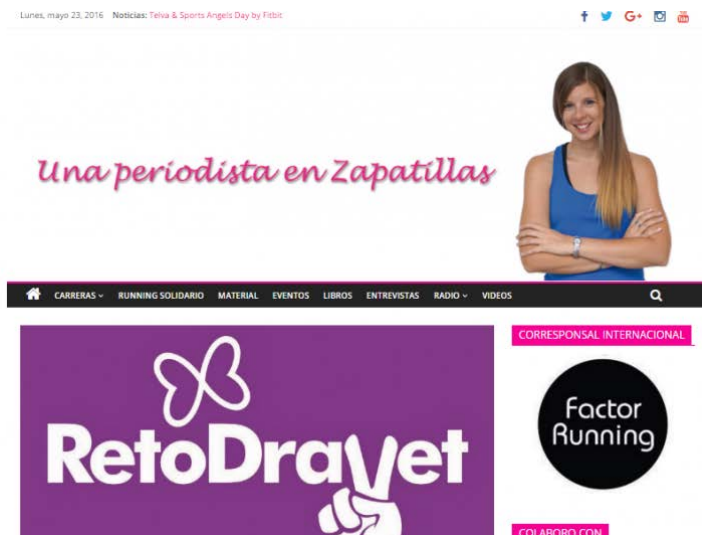 Lunes, mayo 23, 2016 Noticias: Telva & Sports Angels Day by Fitbit
Una periodista en Zapatillas
CARRERAS RUNNING SOLIDARIO MATERIAL EVENTOS LIBROS ENTREVISTAS RADIO VIDEOS
CORRESPONSAL INTERNACIONAL
RetoDravet
Factor
Running
COLABORO CON